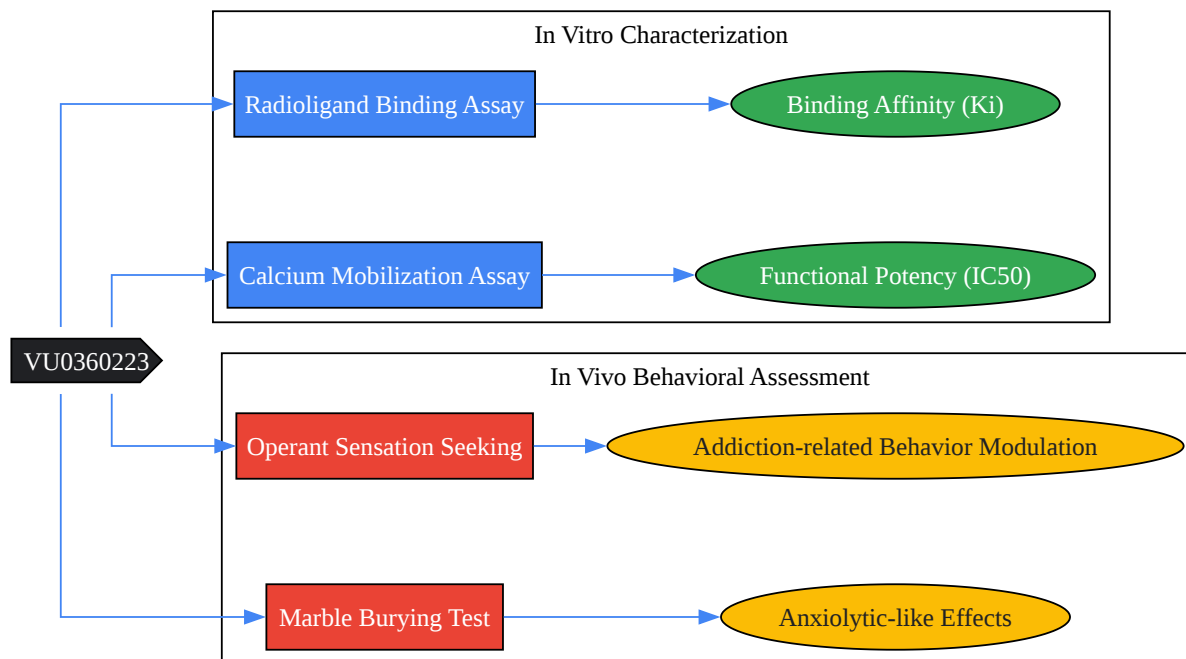 In Vitro Characterization
Radioligand Binding Assay
Binding Affinity (Ki)
Calcium Mobilization Assay
Functional Potency (IC50)
VU0360223
In Vivo Behavioral Assessment
Operant Sensation Seeking
Addiction-related Behavior Modulation
Marble Burying Test
Anxiolytic-like Effects